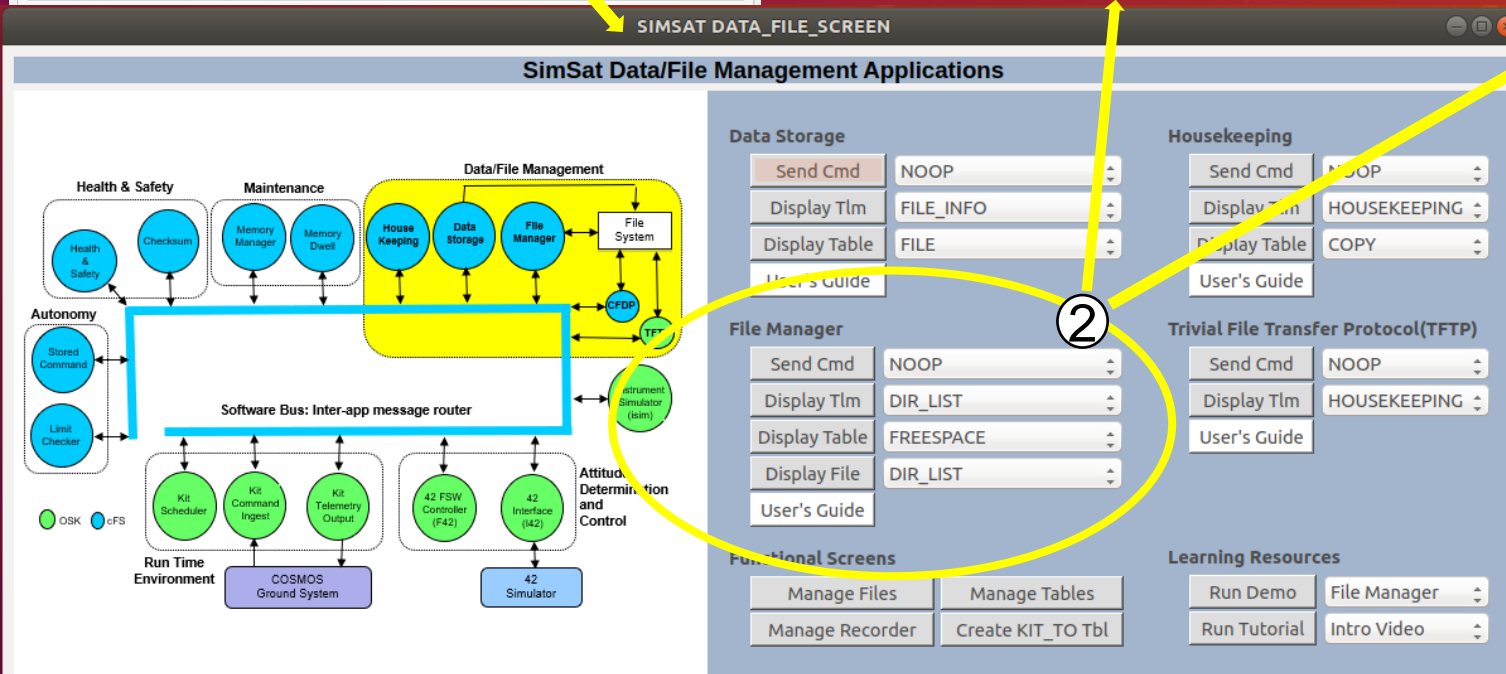 SIMSAT DATA_FILE_SCREEN
SimSat Data/File Management Applications
Health & Safety
Health
&
Safety
Checksum
Maintenance
Memory
Manager
Memory
Dwell
Data/File Management
House
Keeping
Data
Storage
File
Manager
File
System
CFDP
TFT
Autonomy
Stored
Command
Limit
Checker
Software Bus: Inter-app message router
nstrument
Simulator
(isim)
Kit
Scheduler
Kit
Command
Ingest
Kit
Telemetry
Output
42 FSW
Controller
(F42)
42
Interface
(I42)
Attitude
Determination
and
Control
OSK
cFS
Run Time
Environment
COSMOS
Ground System
42
Simulator
Data Storage
Send Cmd NOOP
Display Tlm FILE_INFO
Display Table FILE
User's Guide
Housekeeping
Send Cmd NOOP
Display Tlm HOUSEKEEPING
Display Table COPY
User's Guide
2
File Manager
Send Cmd NOOP
Display Tlm DIR_LIST
Display Table FREESPACE
Display File DIR_LIST
User's Guide
Trivial File Transfer Protocol(TFTP)
Send Cmd NOOP
Display Tlm HOUSEKEEPING
User's Guide
Functional Screens
Manage Files Manage Tables
Manage Recorder Create KIT_TO Tbl
Learning Resources
Run Demo File Manager
Run Tutorial Intro Video